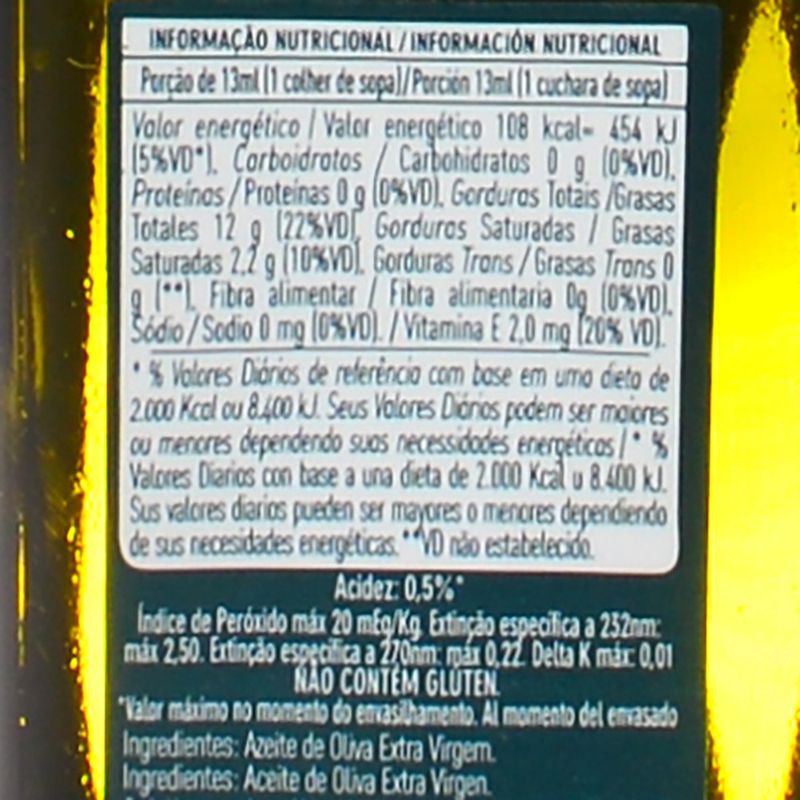 INFORMAÇÃO NUTRICIONAL / INFORMACIÓN NUTRICIONAL
Porção de 13ml (1 colher de sopa)/Porción 13ml (1 cuchara de sopa)
Valor energético / Valor energético 108 kcal= 454 kJ
(5%VD*). Carboidratos / Carbohidratos 0 g (0%VD).
Proteínas / Proteínas 0 g (0%VD). Gorduras Totais /Grasas
Totales 12 g (22%VD). Gorduras Saturadas / Grasas
Saturadas 2,2 g (10%VD). Gorduras Trans / Grasas Trans 0
g (**). Fibra alimentar / Fibra alimentaria 0g (0%VD).
Sódio / Sodio 0 mg (0%VD). / Vitamina E 2,0 mg (20% VD).
* % Valores Diários de referência com base em uma dieta de
2.000 Kcal ou 8.400 kJ. Seus Valores Diários podem ser maiores
ou menores dependendo suas necessidades energéticas / * %
Valores Diarios con base a una dieta de 2.000 Kcal u 8.400 kJ.
Sus valores diarios pueden ser mayores o menores dependiendo
de sus necesidades energéticas. **VD não estabelecido.
Acidez: 0,5%*
Índice de Peróxido máx 20 mEq/Kg. Extinção específica a 232nm:
máx 2,50. Extinção específica a 270nm: máx 0,22. Delta K máx: 0,01
NÃO CONTÉM GLÚTEN.
*Valor máximo no momento do envasilhamento. Al momento del envasado
Ingredientes: Azeite de Oliva Extra Virgem.
Ingredientes: Aceite de Oliva Extra Virgen.